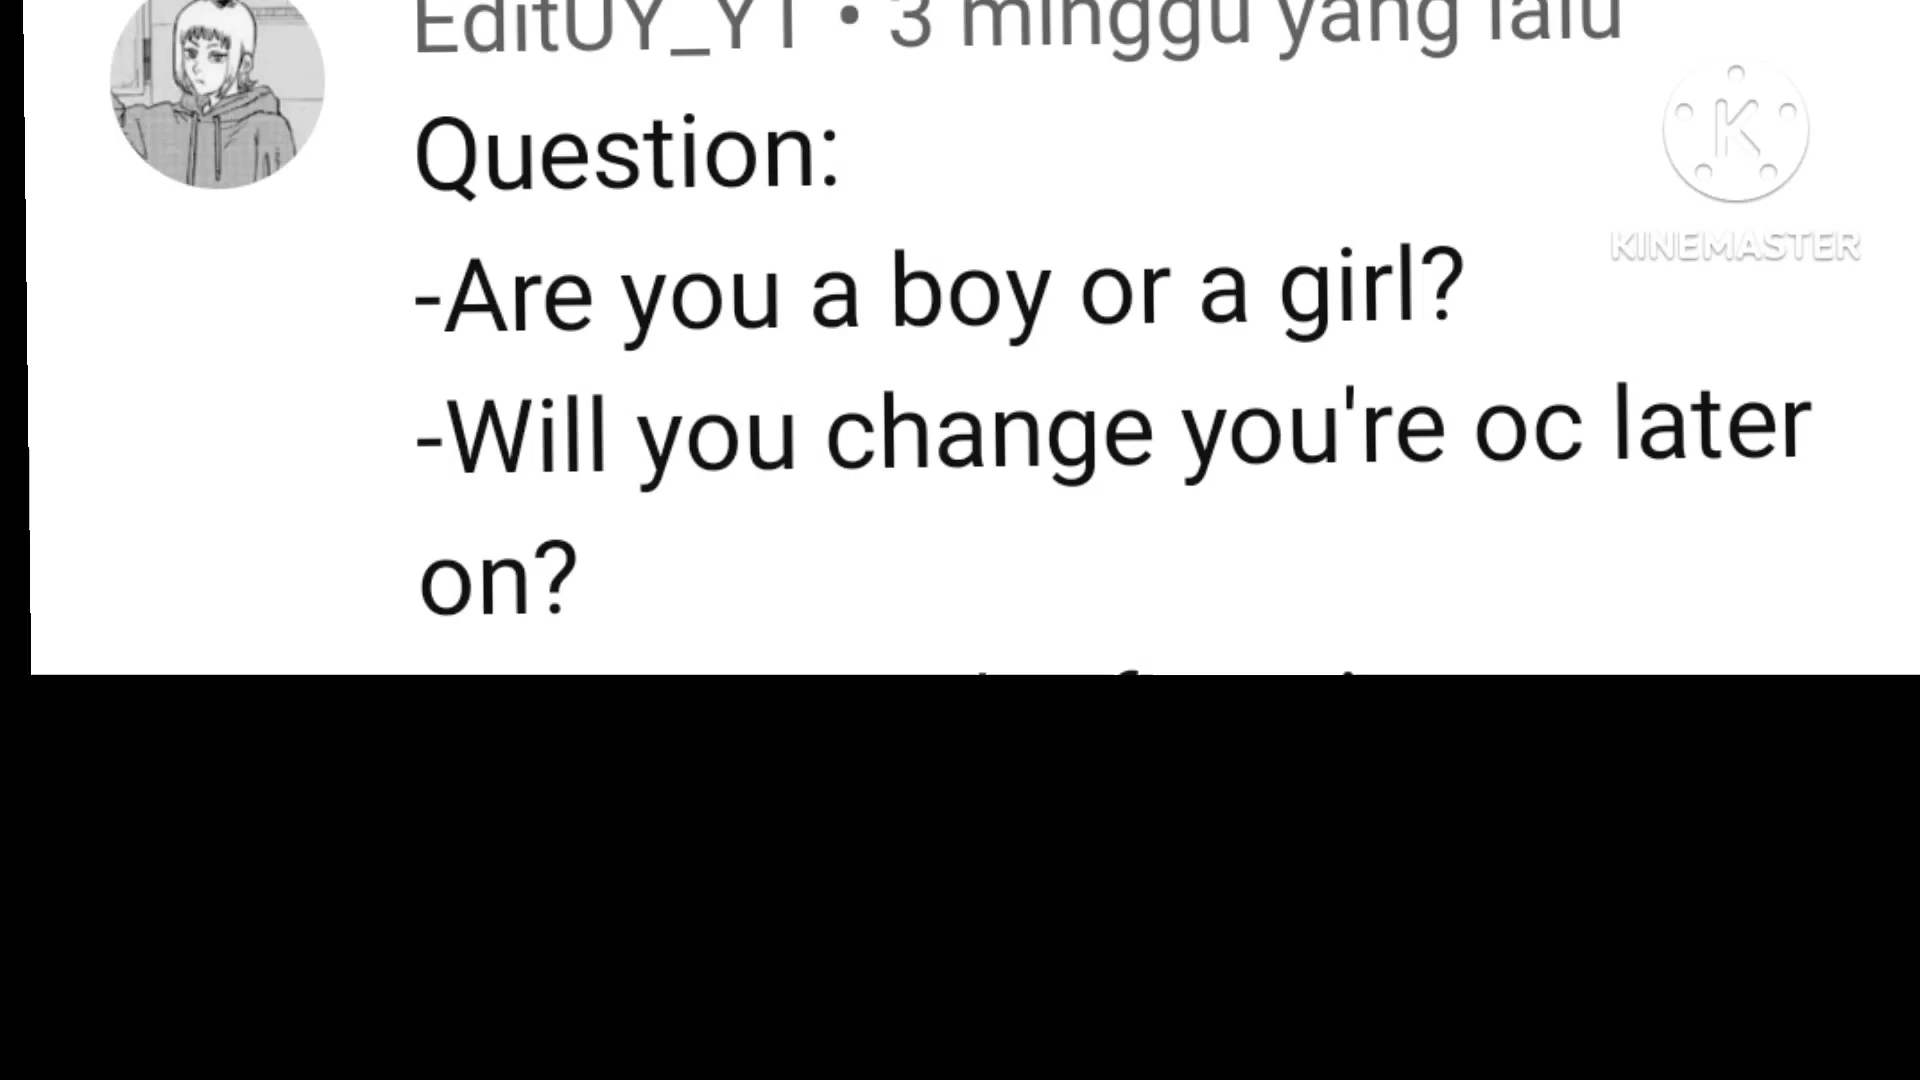 EditUY_YT • 3 minggu yang lalu
Question:
-Are you a boy or a girl?
-Will you change you're oc later
on?
K
KINEMASTER